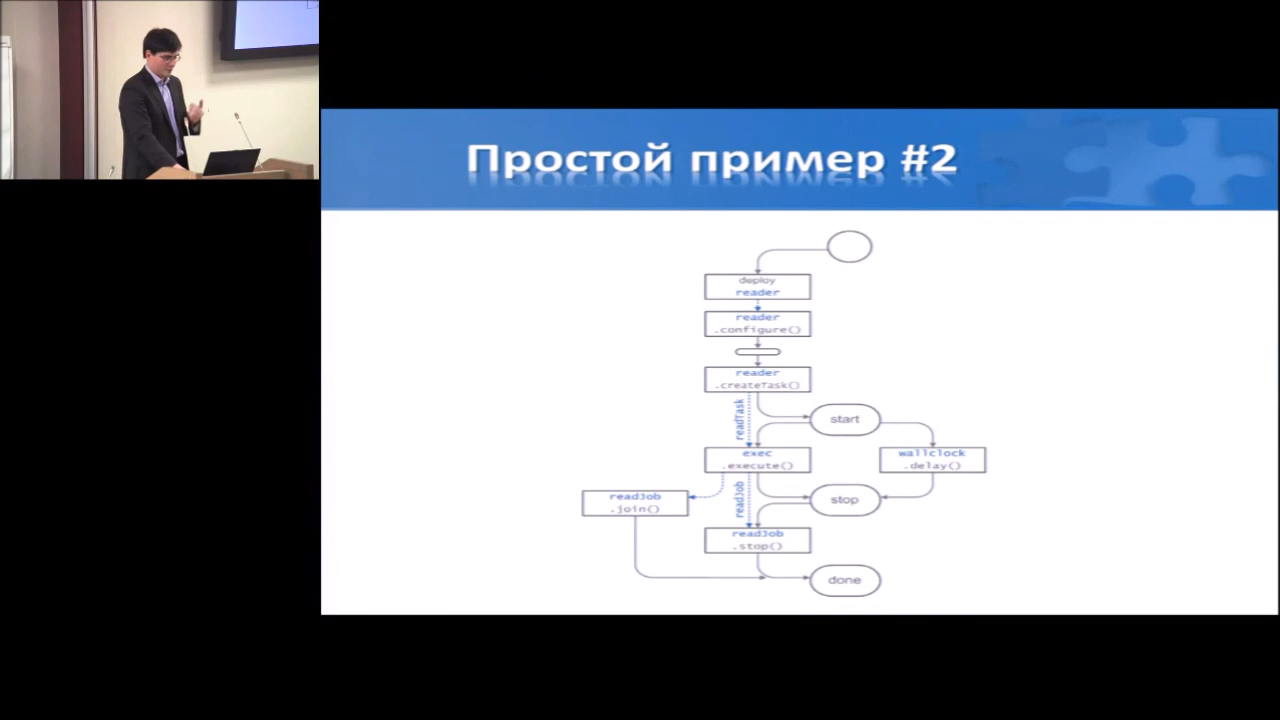 Простой пример #2
deploy
reader
reader
.configure()
reader
.createTask()
readTask
start
exec
.execute()
wallclock
.delay()
readJob
.join()
readJob
stop
readJob
.stop()
done